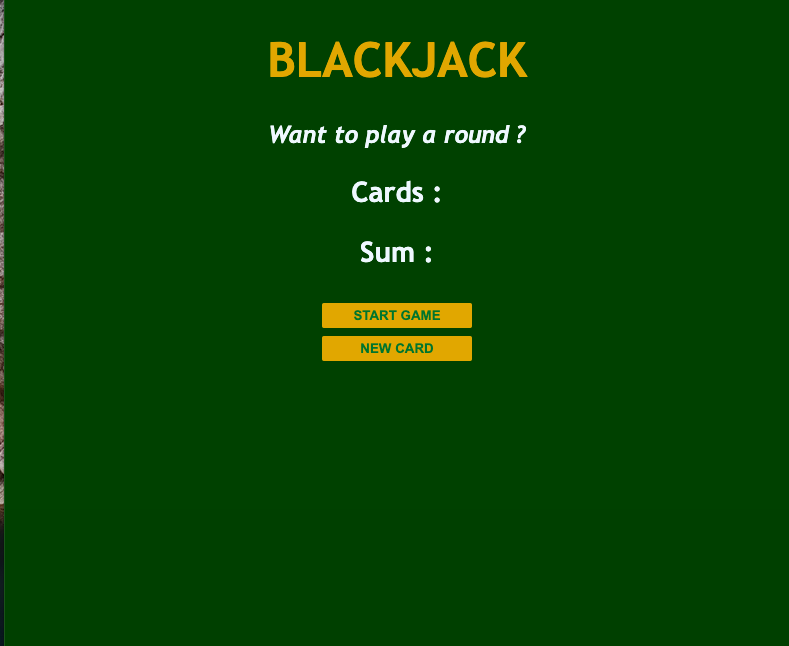 BLACKJACK
Want to play a round ?
Cards :
Sum :
START GAME
NEW CARD